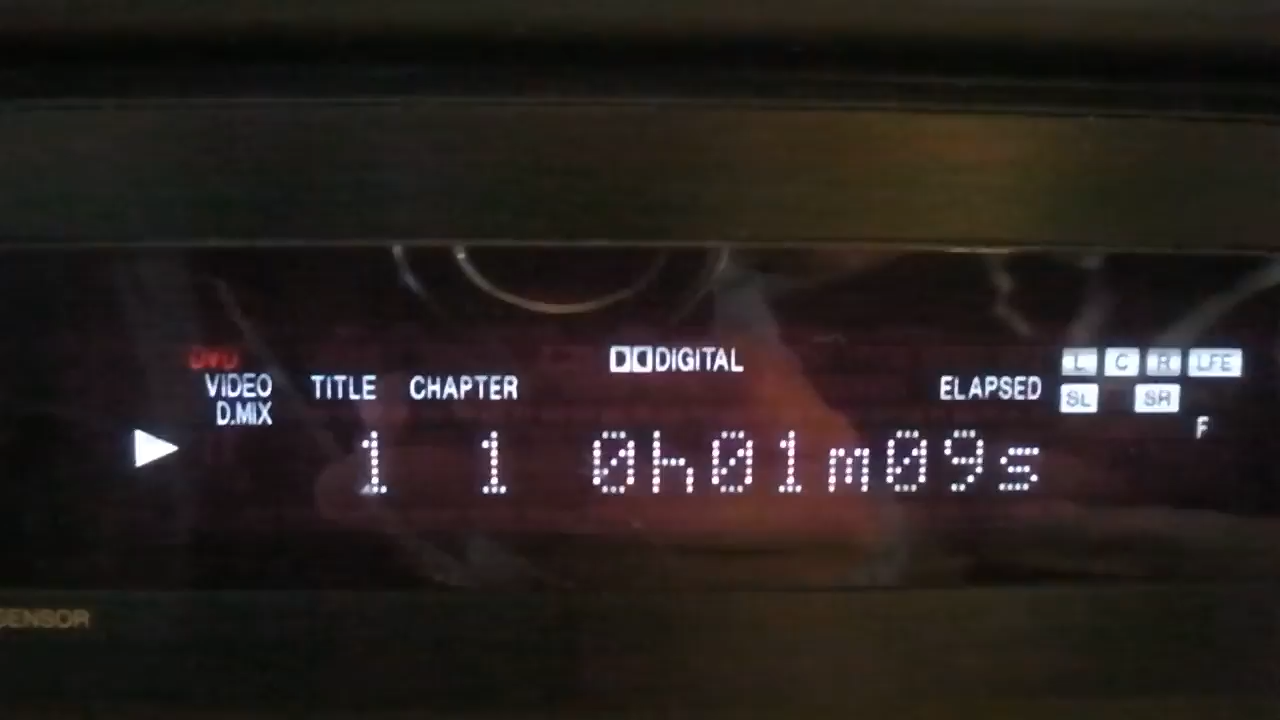 DVD
VIDEO
D.MIX
TITLE CHAPTER
DIGITAL
ELAPSED
L C R LFE
SL SR
F
1 1 0h01m09s
SENSOR